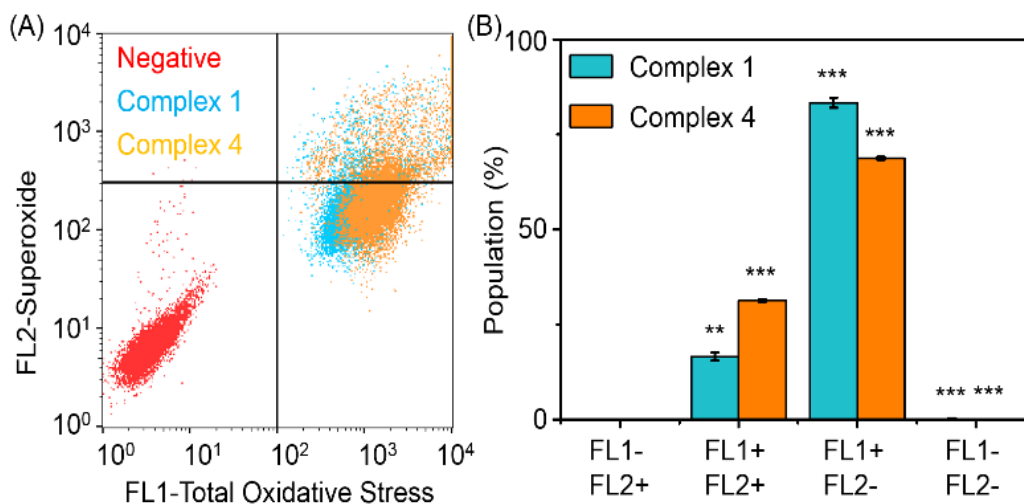 (A)
10⁴
10³
10²
10¹
10⁰
FL2-Superoxide
Negative
Complex 1
Complex 4
10⁰ 10¹ 10² 10³ 10⁴
FL1-Total Oxidative Stress
(B)
100
50
0
Population (%)
Complex 1
Complex 4
**
***
***
***
*** ***
FL1- FL1+ FL1+ FL1-
FL2+ FL2+ FL2- FL2-